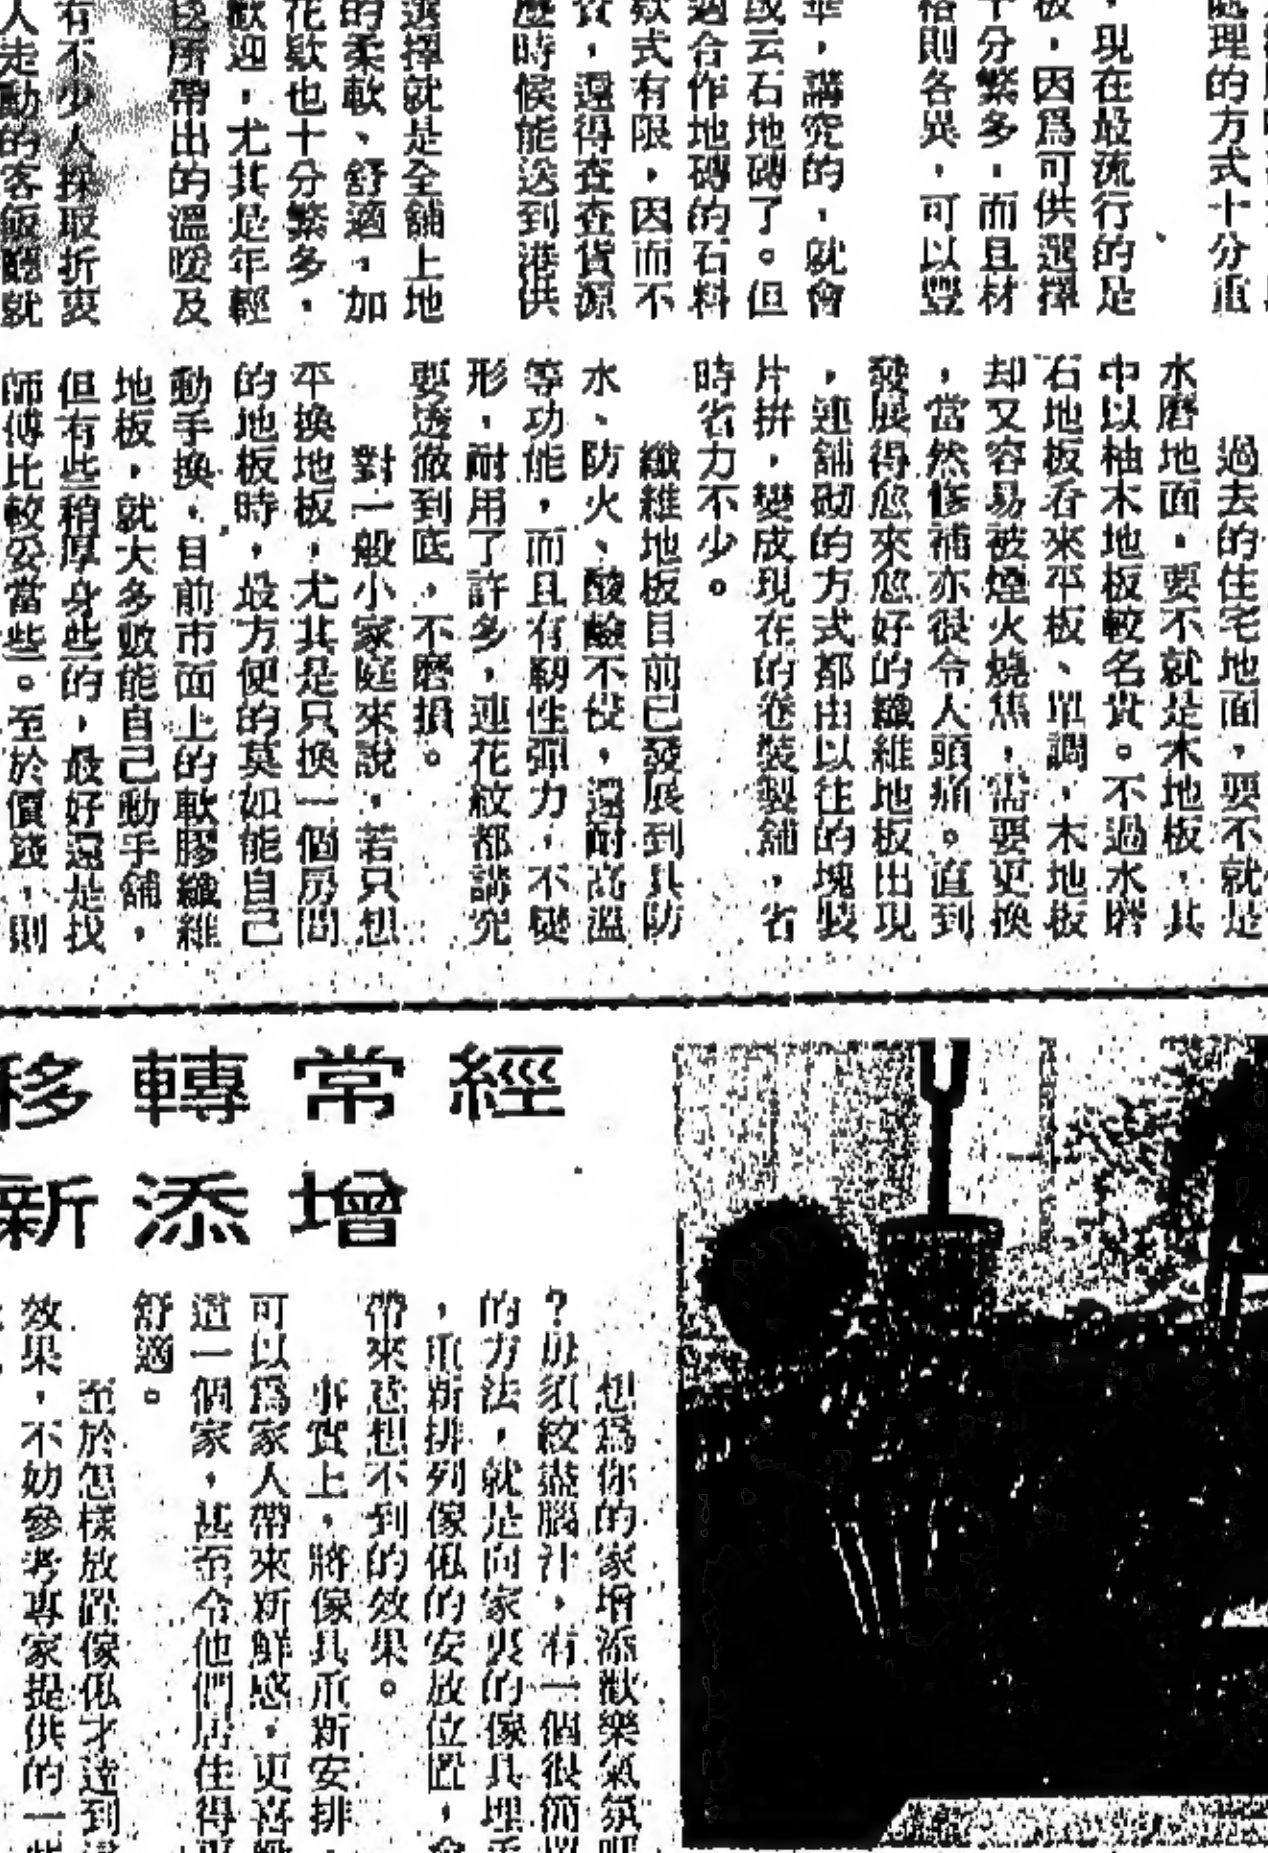 處理的方式十分重
，現在最流行的是
板，因爲可供選擇
十分繁多，而且材
格則各異，可以豐
華，講究的，就會
或云石地磚了。但
適合作地磚的石料
款式有限，因而不
貴，還得查查貨源
麼時候能送到港供
選擇就是全舖上地
的柔軟、舒適，加
花款也十分繁多，
歡迎，尤其是年輕
所帶出的溫暖及
有不少人採取折衷
人走動的客飯廳就
過去的住宅地面，要不就是
水磨地面，要不就是木地板，其
中以柚木地板較名貴。不過水磨
石地板看來平板、單調，木地板
却又容易被煙火燒焦，需要更換
，當然修補亦很令人頭痛。直到
發展得愈來愈好的纖維地板出現
，連舖砌的方式都由以往的塊裝
片拼，變成現在的卷裝製舖，省
時省力不少。
纖維地板目前已發展到具防
水、防火、酸鹼不侵，還耐高溫
等功能，而且有韌性彈力，不變
形，耐用了許多，連花紋都講究
要透徹到底，不磨損。
對一般小家庭來說，若只想
平換地板，尤其是只換一個房間
的地板時，最方便的莫如能自己
動手換，目前市面上的軟膠纖維
地板，就大多數能自己動手舖，
但有些稍厚身些的，最好還是找
師傅比較妥當些。至於價錢，則
經常轉移
增添新
想爲你的家增添歡樂氣氛
？毋須絞盡腦汁，有一個很簡單
的方法，就是向家裏的傢具埋手
，重新排列傢俬的安放位置，會
帶來意想不到的效果。
事實上，將傢具重新安排，
可以爲家人帶來新鮮感，更喜歡
這一個家，甚至令他們居住得更
舒適。
至於怎樣放置傢俬才達到這
效果，不妨參考專家提供的一些